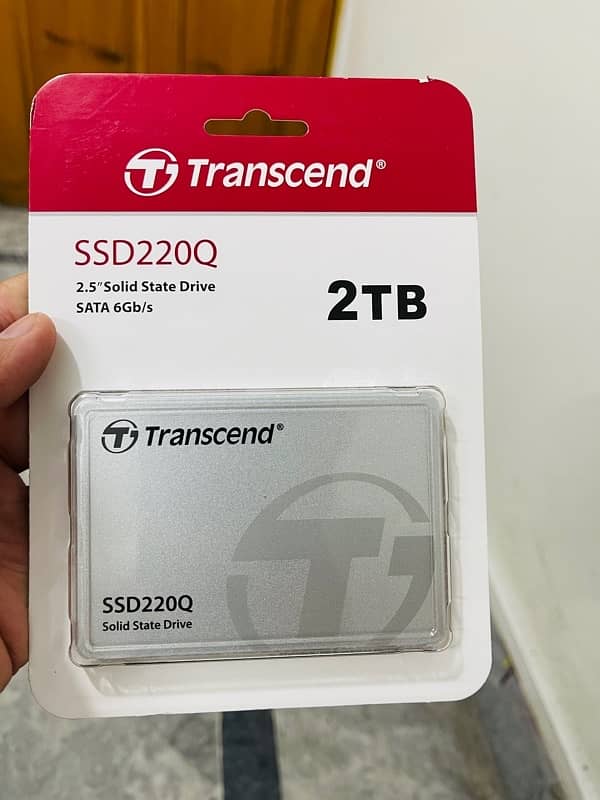 Transcend®
SSD220Q
2.5″Solid State Drive
SATA 6Gb/s
2TB
Transcend®
SSD220Q
Solid State Drive